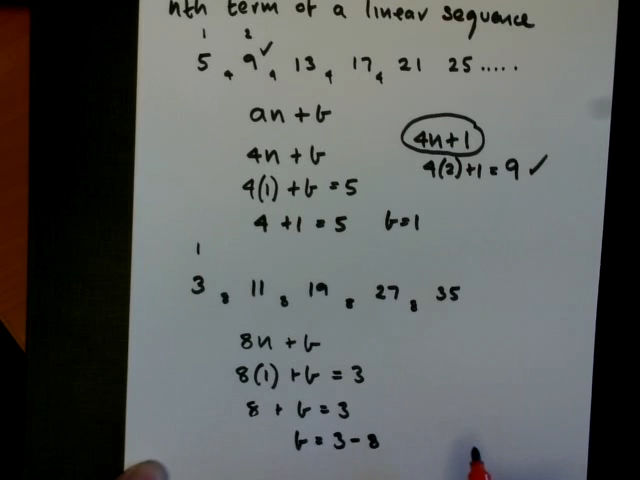 nth term of a linear sequence
1 2
5 4 9 ✓ 4 13 4 17 4 21 25 .....
an + b
4n + b
4n+1
4(1) + b = 5
4(2)+1 = 9 ✓
4 + 1 = 5 b=1
1
3 8 11 8 19 8 27 8 35
8n + b
8(1) + b = 3
8 + b = 3
b = 3 - 8